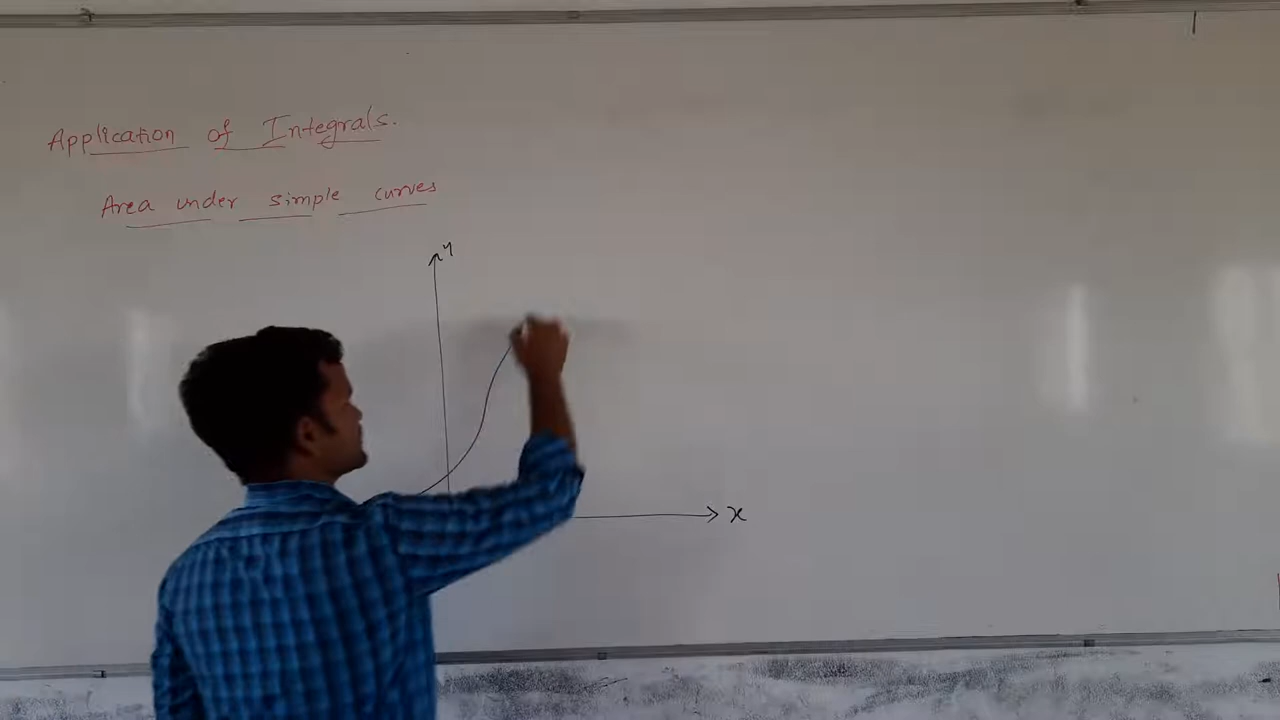 Application of Integrals.
Area under simple curves
y
x